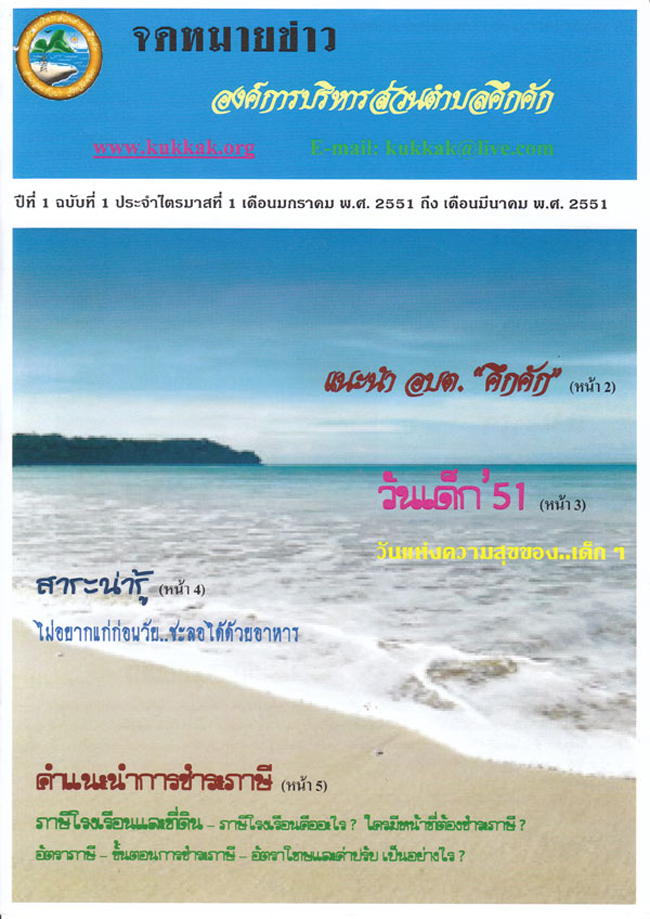 จดหมายข่าว
องค์การบริหารส่วนตำบลคึกคัก
www.kukkak.org E-mail: kukkak@live.com
ปีที่ 1 ฉบับที่ 1 ประจำไตรมาสที่ 1 เดือนมกราคม พ.ศ. 2551 ถึง เดือนมีนาคม พ.ศ. 2551
แนะนำ อบต. “คึกคัก” (หน้า 2)
วันเด็ก’51 (หน้า 3)
วันแห่งความสุขของ..เด็ก ๆ
สาระน่ารู้ (หน้า 4)
ไม่อยากแก่ก่อนวัย..ชะลอได้ด้วยอาหาร
คำแนะนำการชำระภาษี (หน้า 5)
ภาษีโรงเรือนและที่ดิน – ภาษีโรงเรือนคืออะไร ? ใครมีหน้าที่ต้องชำระภาษี ?
อัตราภาษี – ขั้นตอนการชำระภาษี – อัตราโทษและค่าปรับ เป็นอย่างไร ?